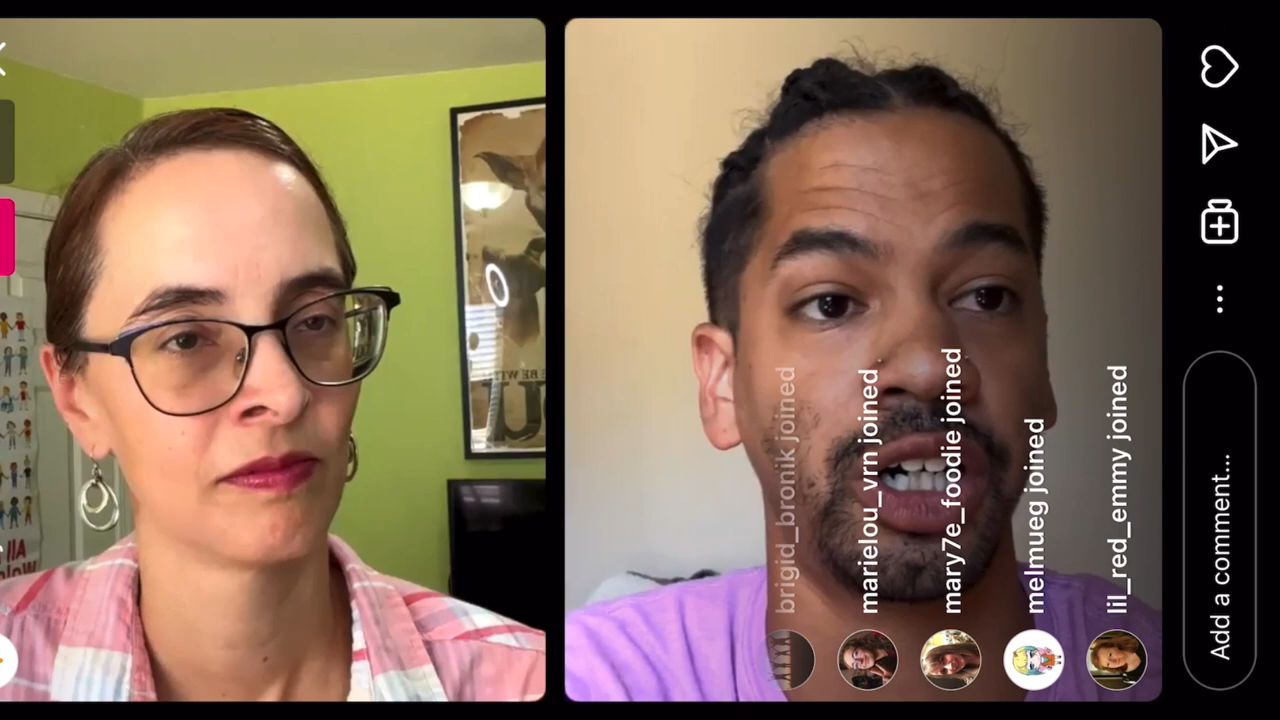 brigid_bronik joined
marielou_vrn joined
mary7e_foodie joined
melmueg joined
lil_red_emmy joined
Add a comment...